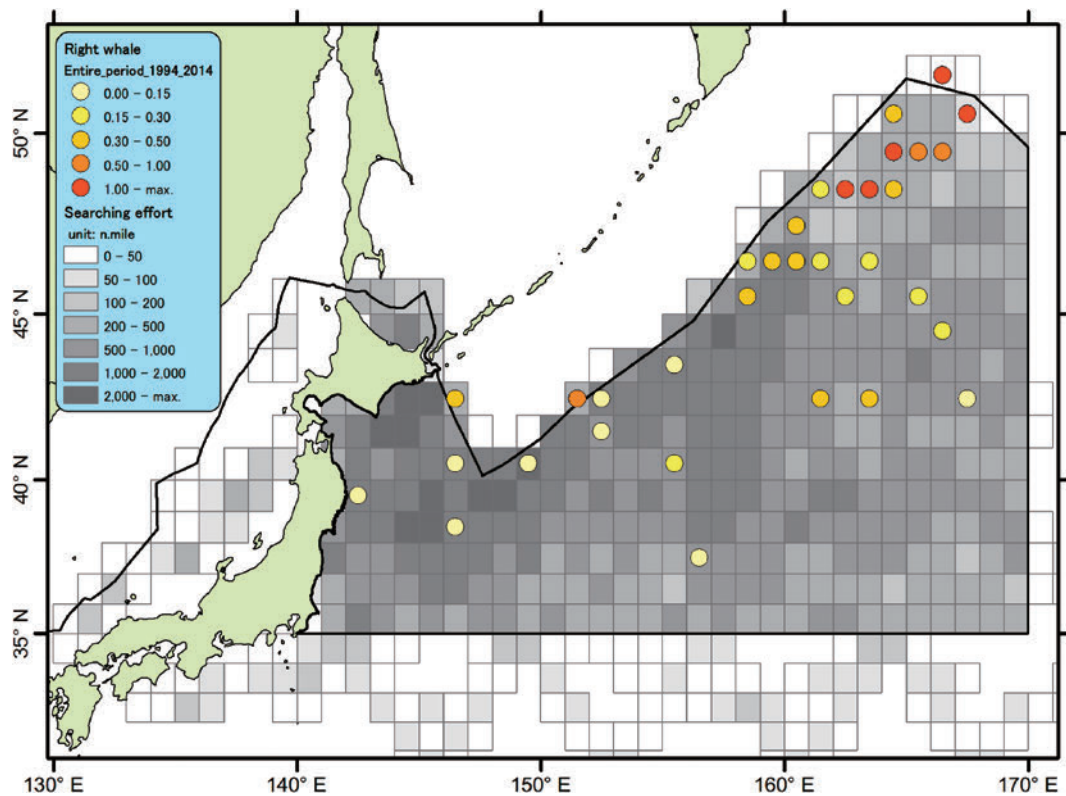 Right whale
Entire_period_1994_2014
0.00 – 0.15
0.15 – 0.30
0.30 – 0.50
0.50 – 1.00
1.00 – max.
Searching effort
unit: n.mile
0 – 50
50 – 100
100 – 200
200 – 500
500 – 1,000
1,000 – 2,000
2,000 – max.
50° N
45° N
40° N
35° N
130° E
140° E
150° E
160° E
170° E